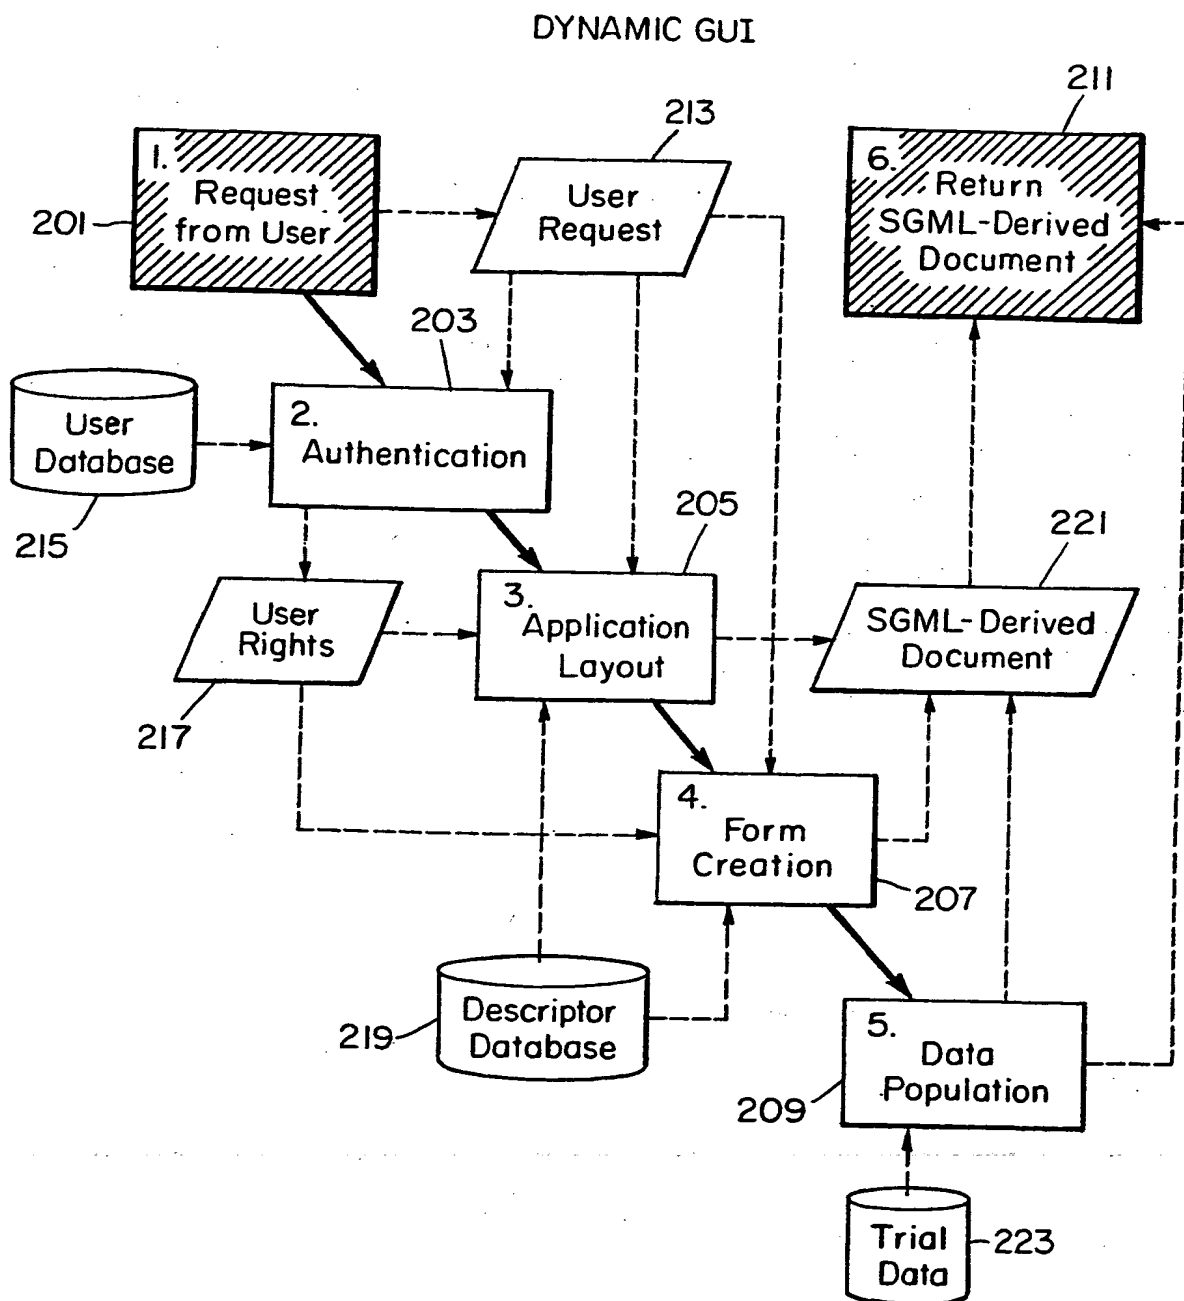 DYNAMIC GUI
211
213
1.
Request
from User
201
User
Request
6.
Return
SGML-Derived
Document
203
User
Database
215
2.
Authentication
205
221
User
Rights
217
3.
Application
Layout
SGML-Derived
Document
4.
Form
Creation
207
Descriptor
Database
219
5.
Data
Population
209
Trial
Data
223